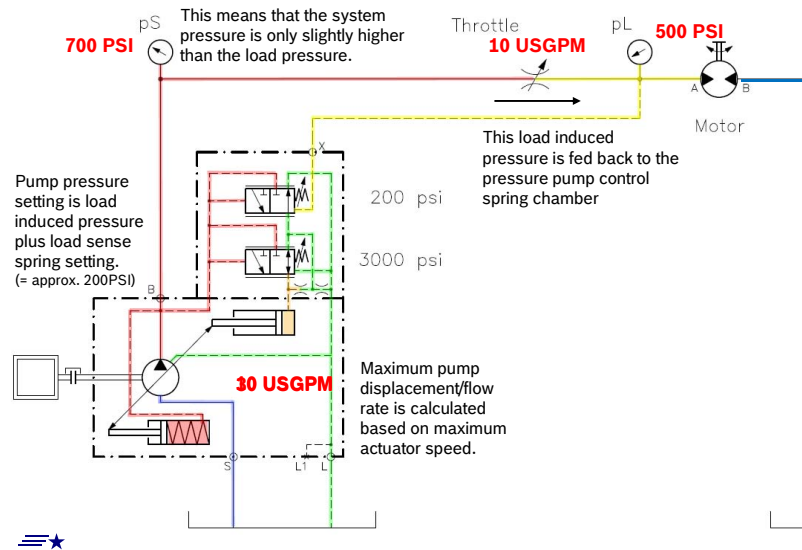 pS
This means that the system
pressure is only slightly higher
than the load pressure.
700 PSI
Throttle
10 USGPM
pL
500 PSI
A
B
Motor
This load induced
pressure is fed back to the
pressure pump control
spring chamber
X
Pump pressure
setting is load
induced pressure
plus load sense
spring setting.
(= approx. 200PSI)
200 psi
3000 psi
B
USGPM
Maximum pump
displacement/flow
rate is calculated
based on maximum
actuator speed.
S
L1
L